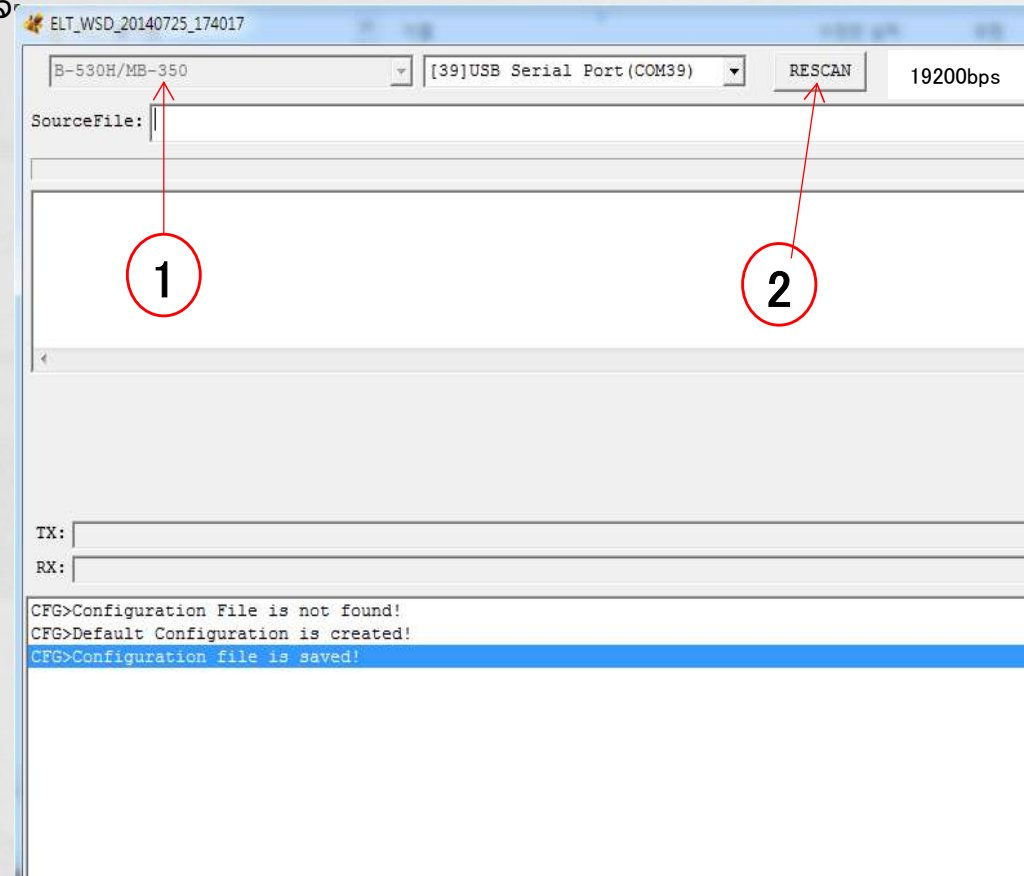 ELT_WSD_20140725_174017
B-530H/MB-350
[39]USB Serial Port(COM39)
RESCAN
19200bps
SourceFile:
1
2
TX:
RX:
CFG>Configuration File is not found!
CFG>Default Configuration is created!
CFG>Configuration file is saved!